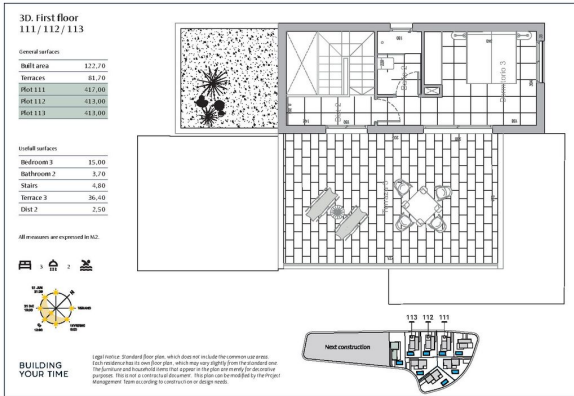 3D. First floor
111 / 112 / 113
General surfaces
Built area 122,70
Terraces 81,70
Plot 111 417,00
Plot 112 413,00
Plot 113 413,00
Usefull surfaces
Bedroom 3 15,00
Bathroom 2 3,70
Stairs 4,80
Terrace 3 36,40
Dist 2 2,50
All measures are expressed in M2.
3 2
N
113 112 111
Next construction
BUILDING
YOUR TIME
Legal Notice: Standard floor plan, which does not include the common use areas.
Each residence has its own floor plan, which may vary slightly from the standard one.
The furniture and household items that appear in the plan are merely for decorative
purposes. This is not a contractual document. This plan can be modified by the Project
Management Team according to construction or design needs.